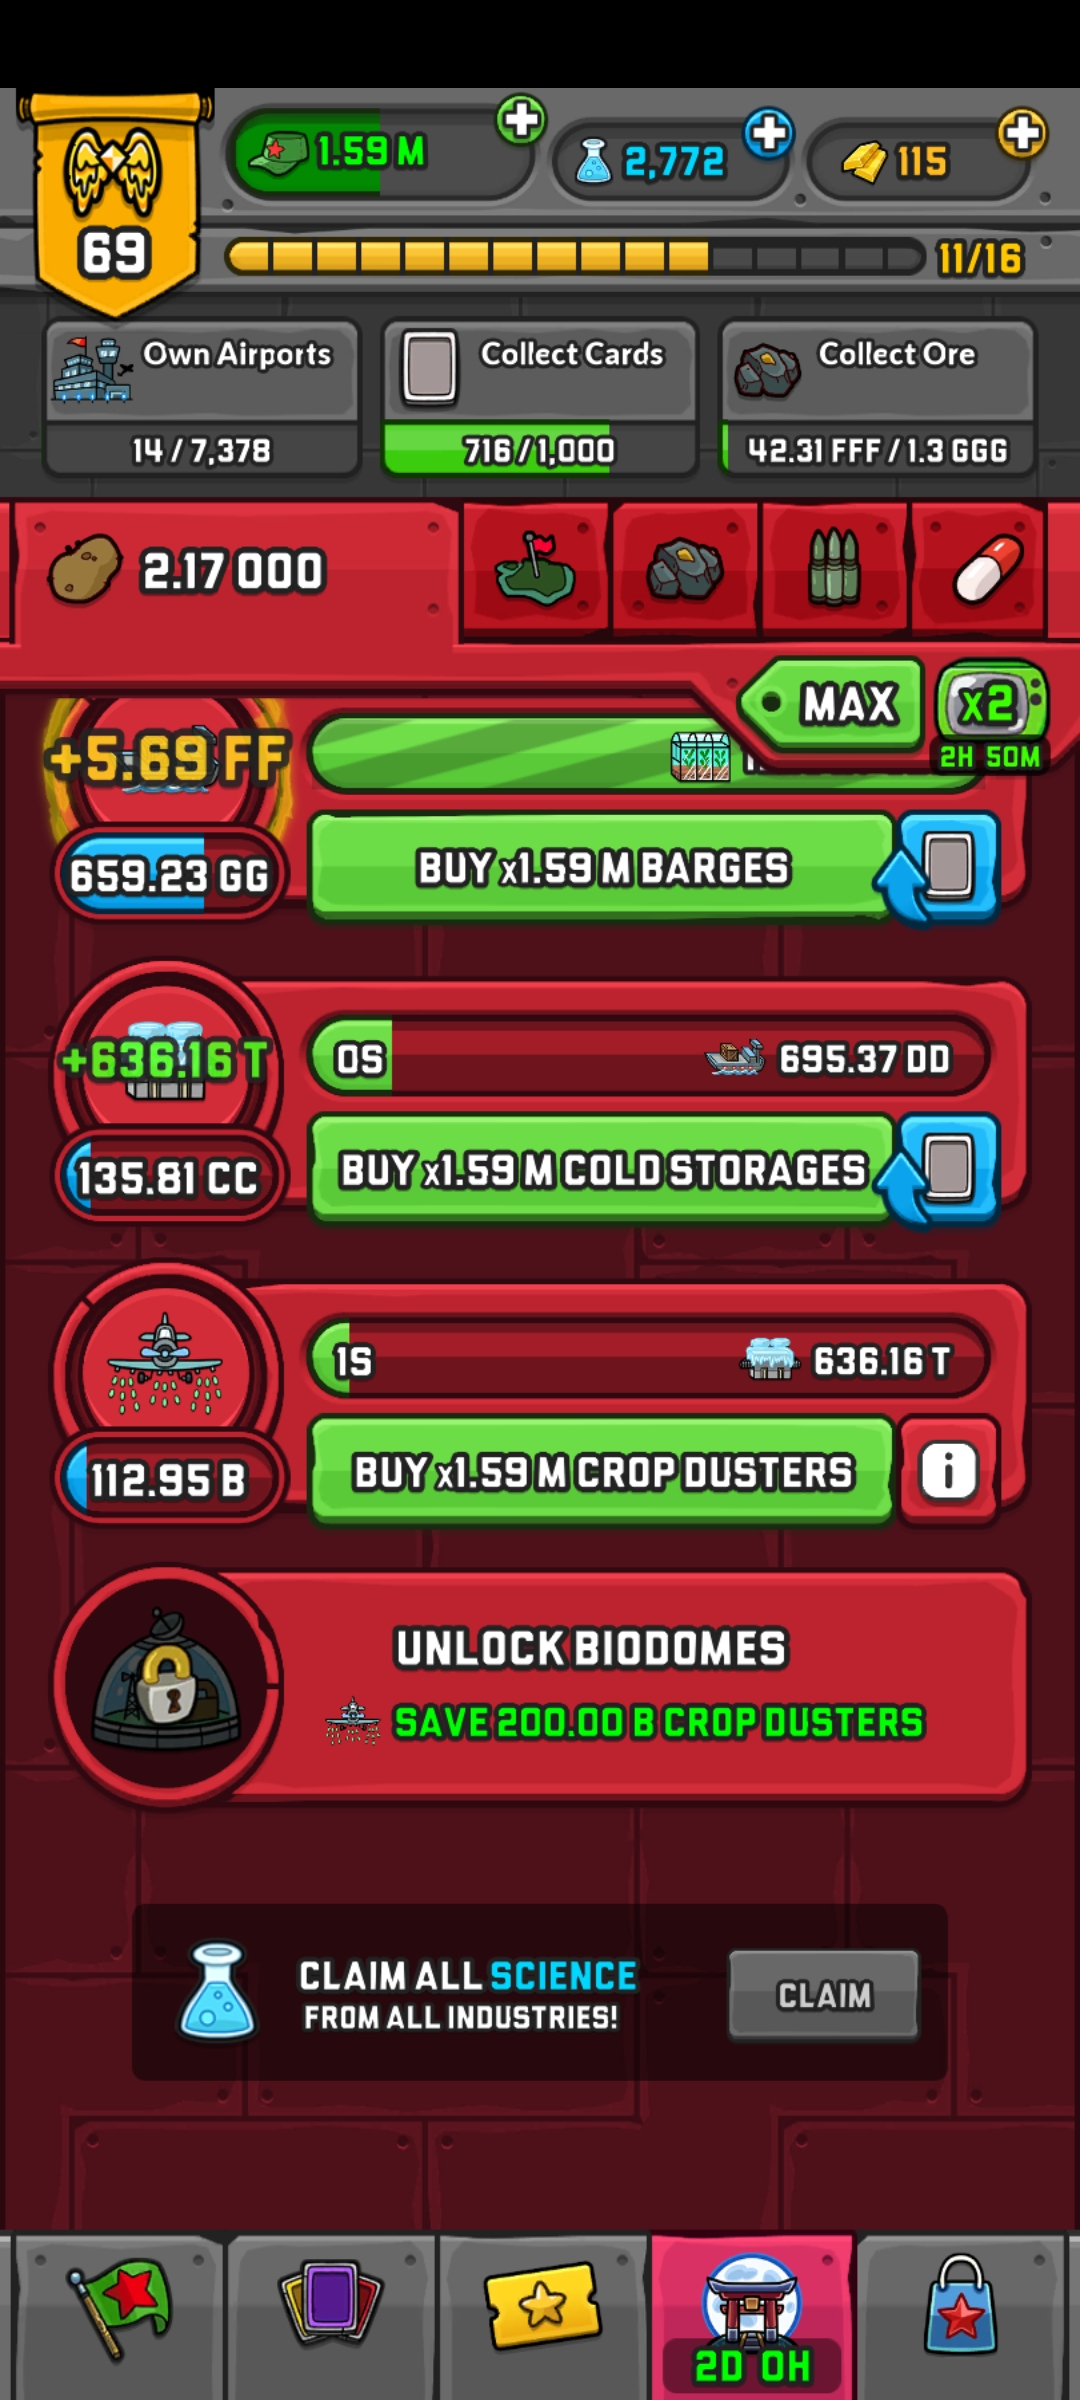 69
1.59 M
2,772
115
11/16
Own Airports
14 / 7,378
Collect Cards
716 / 1,000
Collect Ore
42.31 FFF / 1.3 GGG
2.17 OOO
MAX
x2
2H 50M
+5.69 FF
659.23 GG
BUY x1.59 M BARGES
+636.16 T
0S
695.37 DD
135.81 CC
BUY x1.59 M COLD STORAGES
1S
636.16 T
112.95 B
BUY x1.59 M CROP DUSTERS
i
UNLOCK BIODOMES
SAVE 200.00 B CROP DUSTERS
CLAIM ALL SCIENCE
FROM ALL INDUSTRIES!
CLAIM
2D 0H